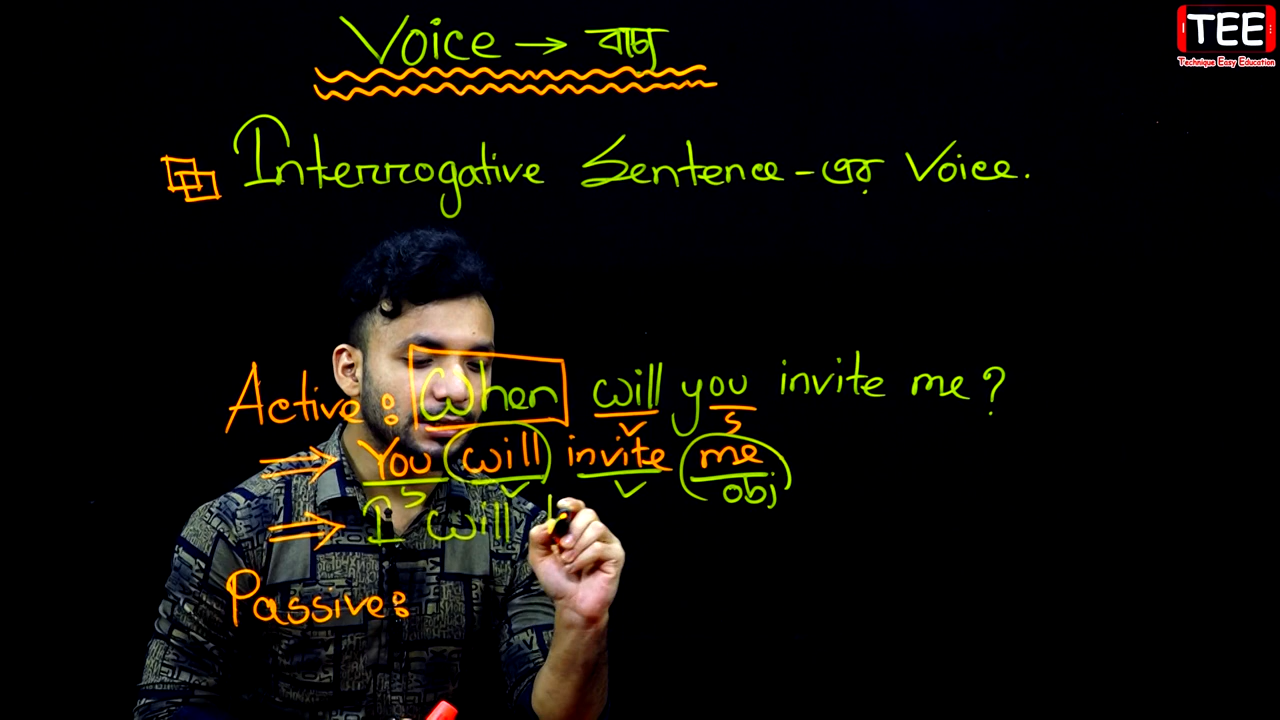 TEE
Technique Easy Education
Voice → বাচ্য
Interrogative Sentence-এর Voice.
Active: When will you invite me?
v s
⇒ You will invite me
s v v obj
⇒ I will b
Passive: